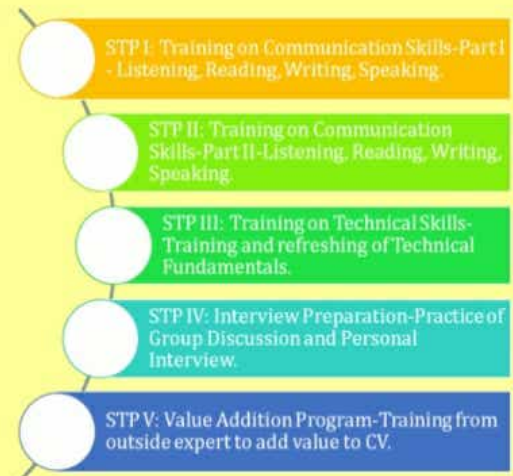 STP I: Training on Communication Skills-Part I
- Listening, Reading, Writing, Speaking.
STP II: Training on Communication
Skills-Part II-Listening, Reading, Writing,
Speaking.
STP III: Training on Technical Skills-
Training and refreshing of Technical
Fundamentals.
STP IV: Interview Preparation-Practice of
Group Discussion and Personal
Interview.
STP V: Value Addition Program-Training from
outside expert to add value to CV.